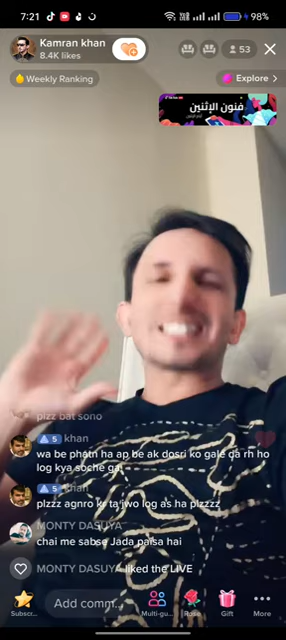 7:21
98%
Kamran khan
8.4K likes
53
Weekly Ranking
Explore >
فنون الإثنين
pizz bat sono
5 khan
wa be phatn ha ap be ak dosri ko gale ga rh ho
log kya soche ga
5 khan
plzzz agnro kr ta jwo log as ha plzzzz
MONTY DASUYA
chai me sabse Jada paisa hai
MONTY DASUYA liked the LIVE
Subscr...
Add comm...
Multi-gu...
Rose
Gift
More